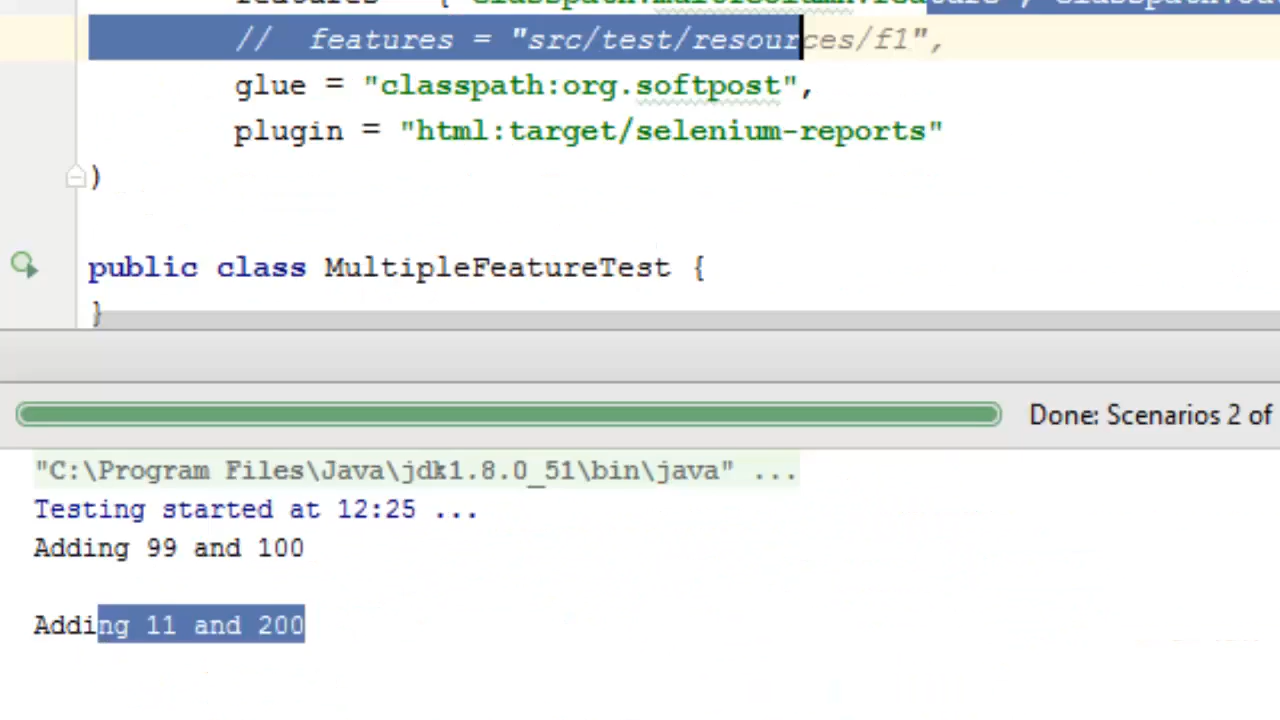 //  features = "src/test/resources/f1",
glue = "classpath:org.softpost",
plugin = "html:target/selenium-reports"
)
public class MultipleFeatureTest {
}
Done: Scenarios 2 of
"C:\Program Files\Java\jdk1.8.0_51\bin\java" ...
Testing started at 12:25 ...
Adding 99 and 100
Adding 11 and 200